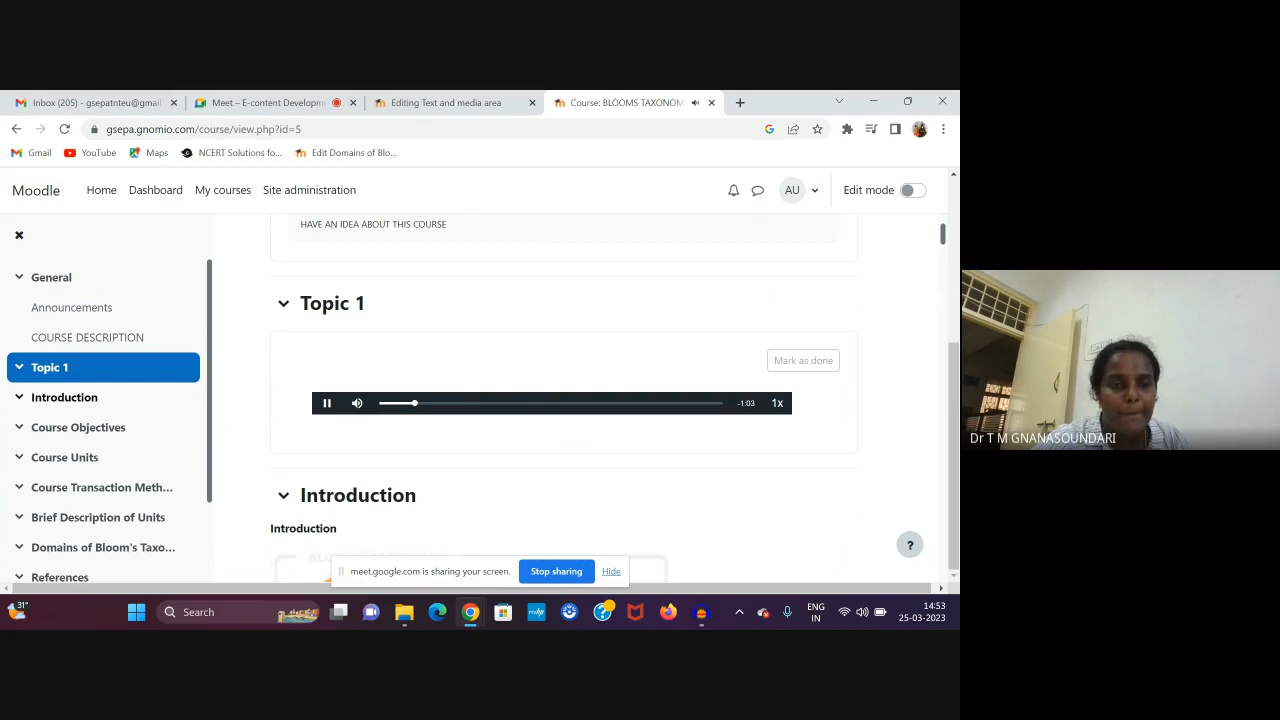 Inbox (205) - gsepatnteu@gmail
Meet – E-content Developm
Editing Text and media area
Course: BLOOMS TAXONOM
gsepa.gnomio.com/course/view.php?id=5
Gmail
YouTube
Maps
NCERT Solutions fo...
Edit Domains of Blo...
Moodle
Home
Dashboard
My courses
Site administration
AU
Edit mode
HAVE AN IDEA ABOUT THIS COURSE
General
Announcements
COURSE DESCRIPTION
Topic 1
Introduction
Course Objectives
Course Units
Course Transaction Meth...
Brief Description of Units
Domains of Bloom's Taxo...
References
Topic 1
Mark as done
-1:03
1x
Introduction
Introduction
?
meet.google.com is sharing your screen.
Stop sharing
Hide
Dr T M GNANASOUNDARI
31°
Search
ENG
IN
14:53
25-03-2023